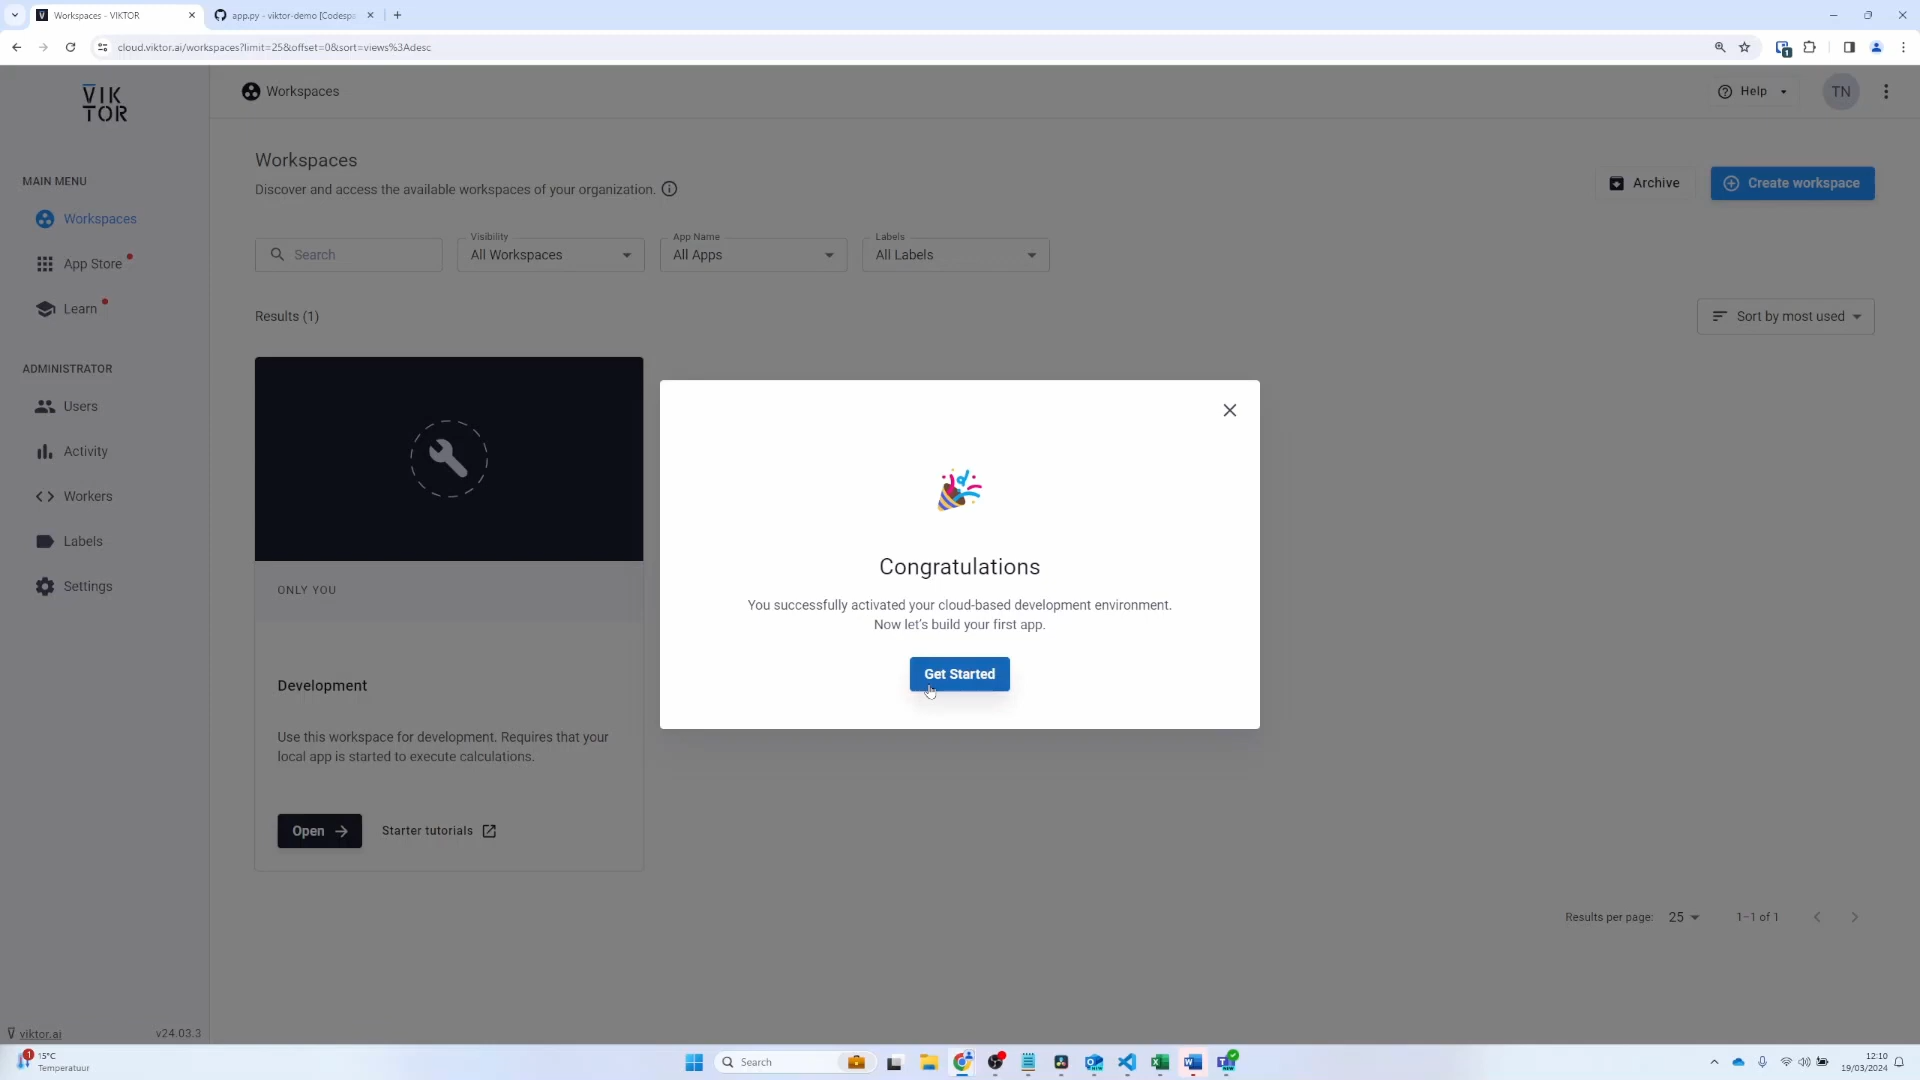 Workspaces - VIKTOR
app.py - viktor-demo [Codespa
cloud.viktor.ai/workspaces?limit=25&offset=0&sort=views%3Adesc
VIK
TOR
Workspaces
Help
TN
Workspaces
Discover and access the available workspaces of your organization.
Archive
Create workspace
MAIN MENU
Workspaces
App Store
Learn
ADMINISTRATOR
Users
Activity
Workers
Labels
Settings
Search
Visibility
All Workspaces
App Name
All Apps
Labels
All Labels
Results (1)
Sort by most used
ONLY YOU
Development
Use this workspace for development. Requires that your
local app is started to execute calculations.
Open
Starter tutorials
Congratulations
You successfully activated your cloud-based development environment.
Now let's build your first app.
Get Started
Results per page: 25
1–1 of 1
viktor.ai
v24.03.3
1
15°C
Temperatuur
Search
12:10
19/03/2024